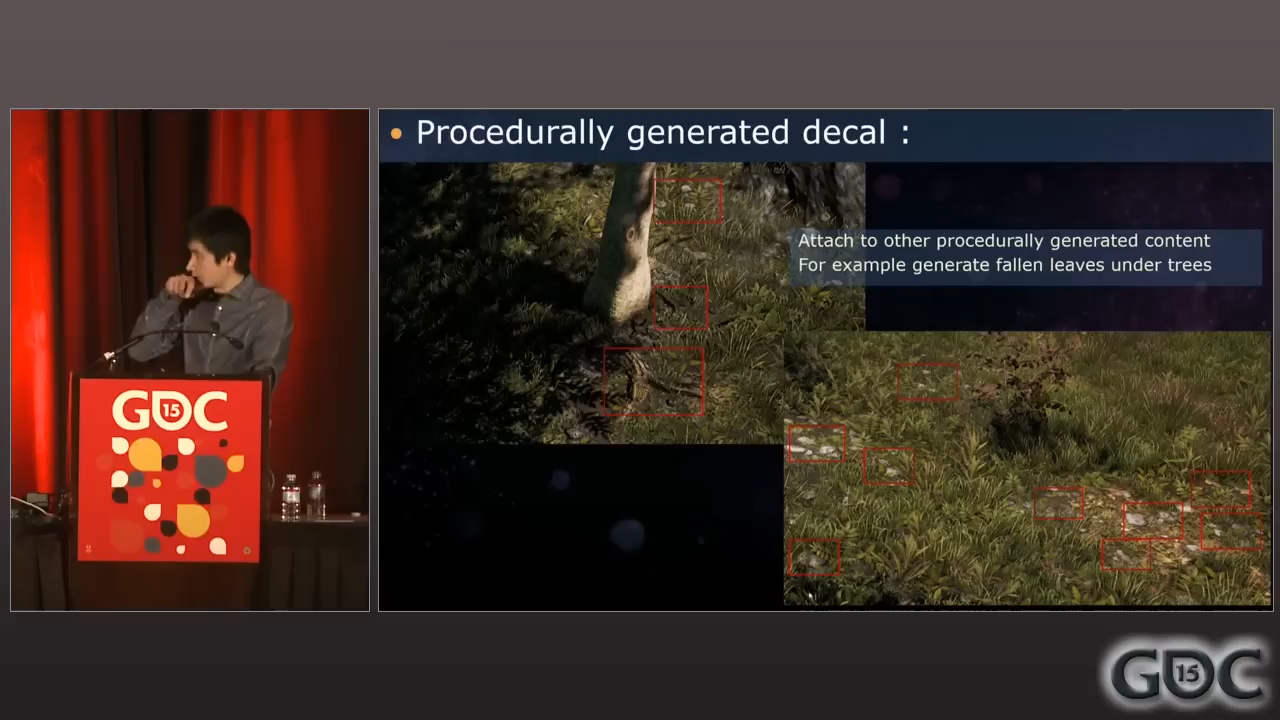 • Procedurally generated decal :
Attach to other procedurally generated content
For example generate fallen leaves under trees
GDC
15
GDC
15